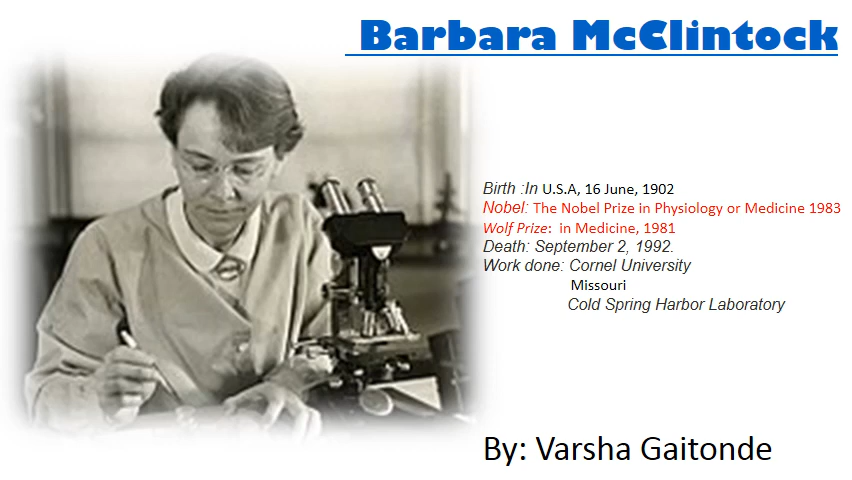 Barbara McClintock
Birth :In U.S.A, 16 June, 1902
Nobel: The Nobel Prize in Physiology or Medicine 1983
Wolf Prize:  in Medicine, 1981
Death: September 2, 1992.
Work done: Cornel University
Missouri
Cold Spring Harbor Laboratory
By: Varsha Gaitonde